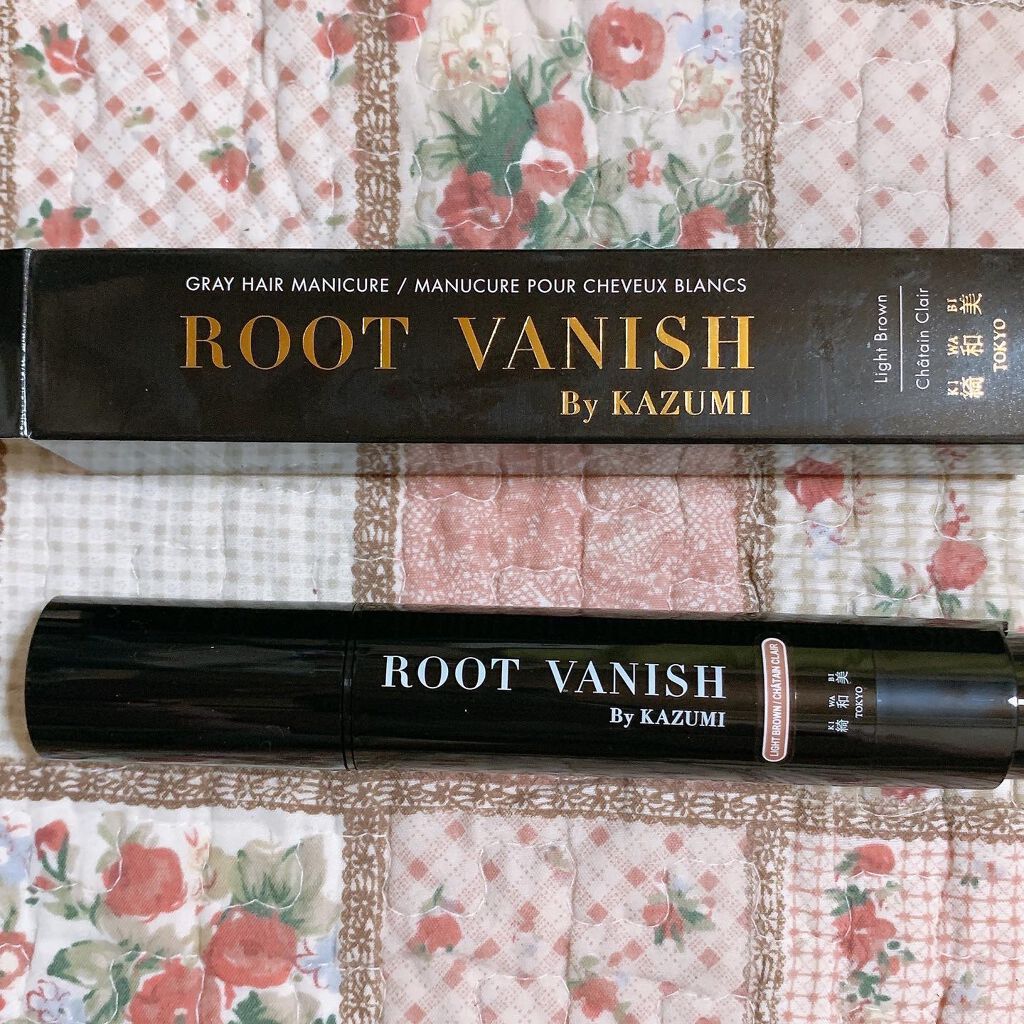 GRAY HAIR MANICURE / MANUCURE POUR CHEVEUX BLANCS
ROOT VANISH
By KAZUMI
Light Brown
Châtain Clair
KI WA BI
綺和美
TOKYO
ROOT VANISH
By KAZUMI
LIGHT BROWN / CHÂTAIN CLAIR
KI WA BI
綺和美
TOKYO